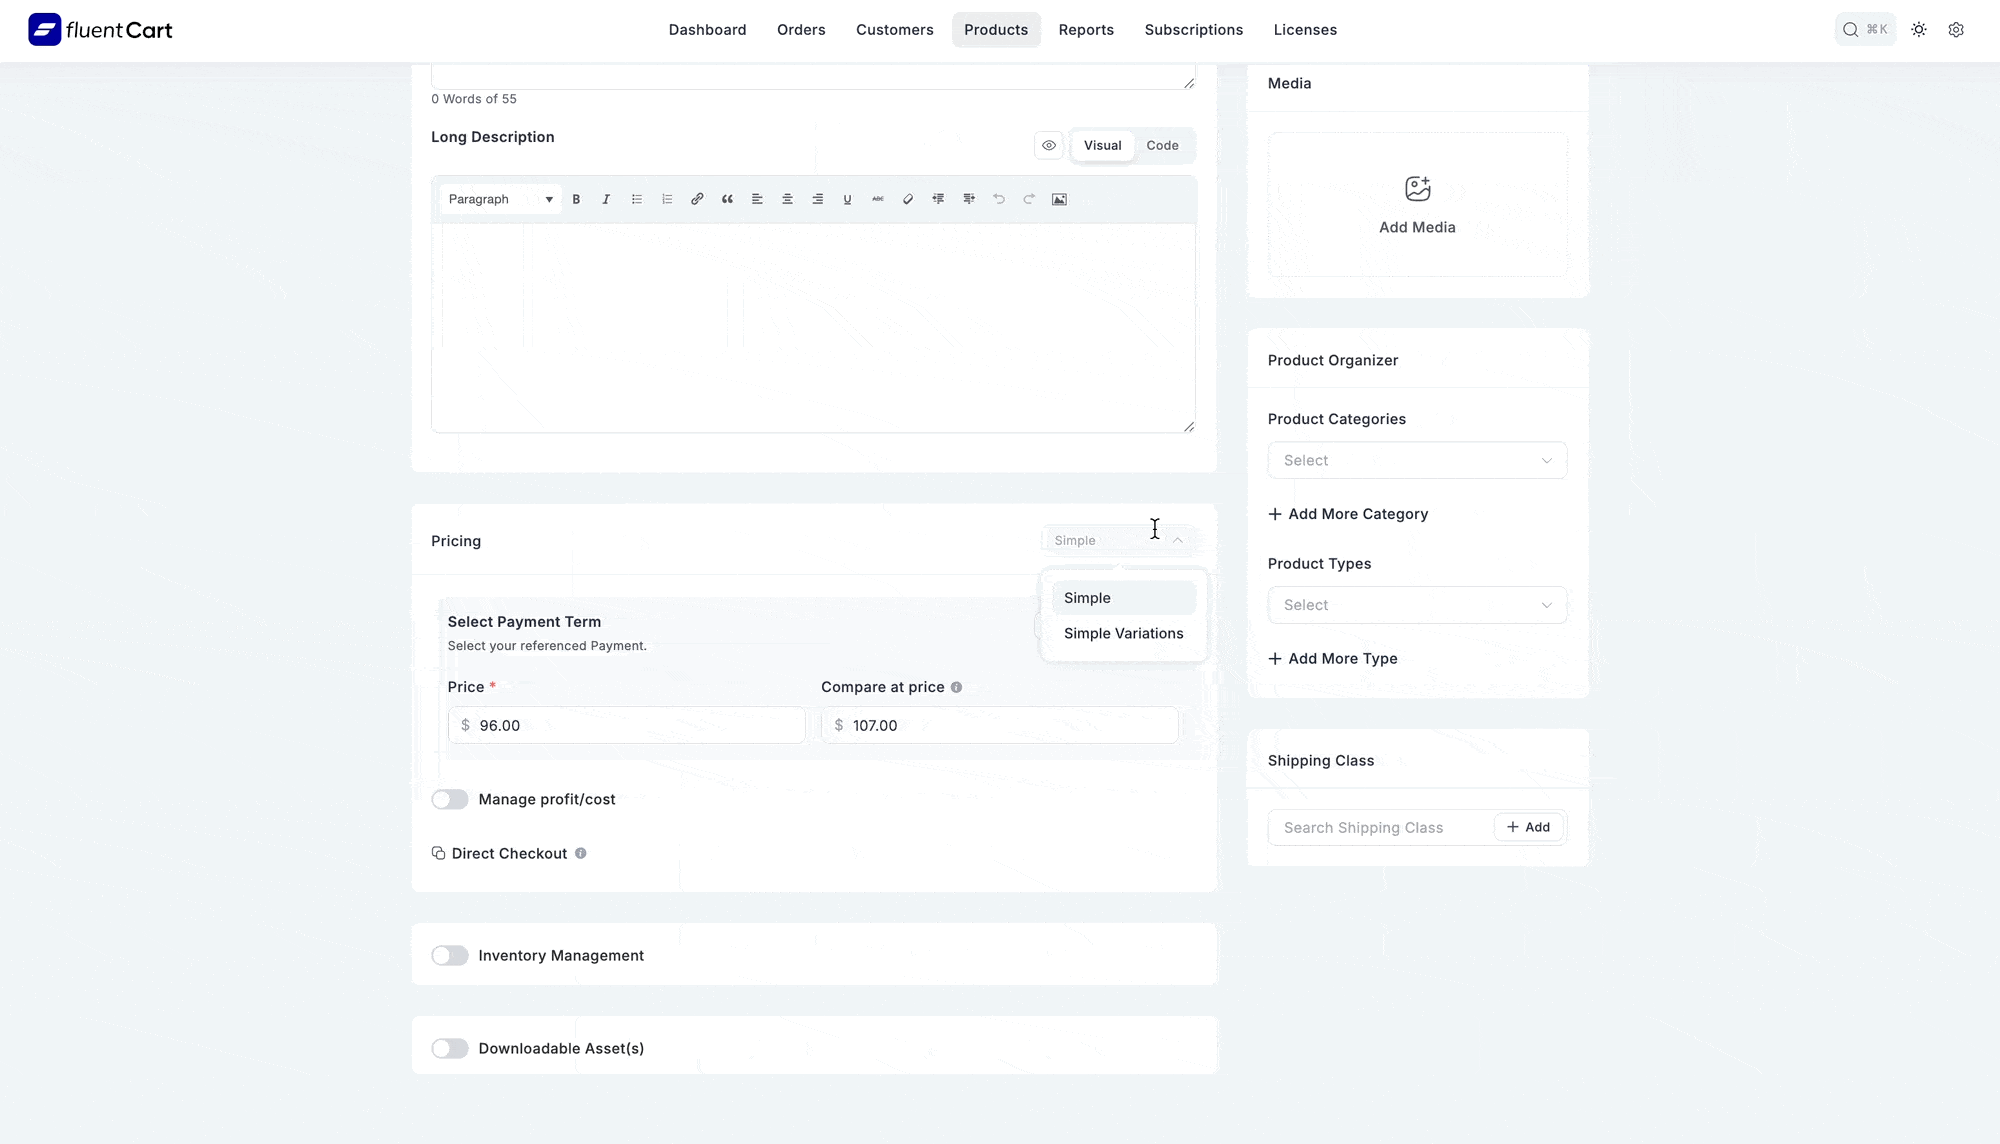 fluentCart
Dashboard
Orders
Customers
Products
Reports
Subscriptions
Licenses
⌘K
0 Words of 55
Long Description
Visual
Code
Paragraph
B
I
U
ABC
Pricing
Simple
Simple
Simple Variations
Select Payment Term
Select your referenced Payment.
Price *
Compare at price
$ 96.00
$ 107.00
Manage profit/cost
Direct Checkout
Inventory Management
Downloadable Asset(s)
Media
Add Media
Product Organizer
Product Categories
Select
+ Add More Category
Product Types
Select
+ Add More Type
Shipping Class
Search Shipping Class
+ Add